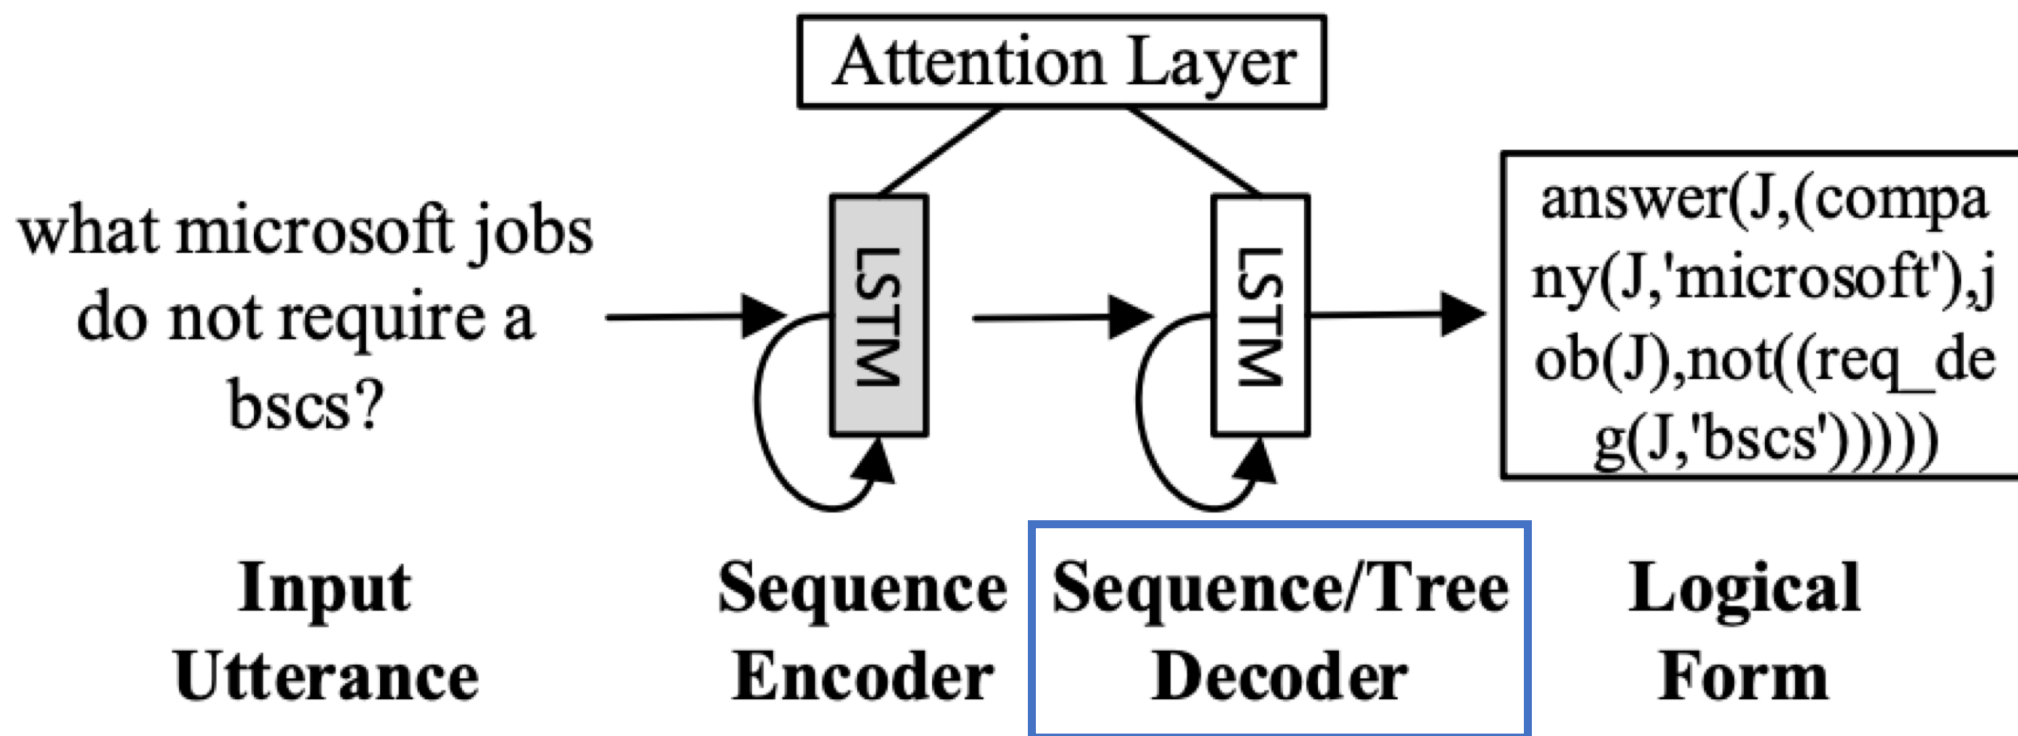 Attention Layer
what microsoft jobs
do not require a
bscs?
LSTM
LSTM
answer(J,(compa
ny(J,'microsoft'),j
ob(J),not((req_de
g(J,'bscs')))))
Input
Utterance
Sequence
Encoder
Sequence/Tree
Decoder
Logical
Form